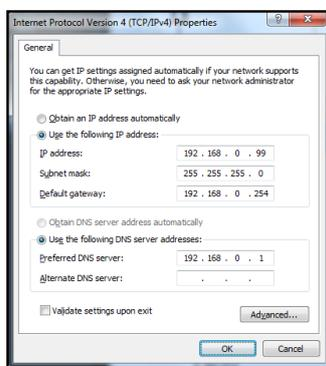 Internet Protocol Version 4 (TCP/IPv4) Properties
General
You can get IP settings assigned automatically if your network supports
this capability. Otherwise, you need to ask your network administrator
for the appropriate IP settings.
Obtain an IP address automatically
Use the following IP address:
IP address: 192 . 168 . 0 . 99
Subnet mask: 255 . 255 . 255 . 0
Default gateway: 192 . 168 . 0 . 254
Obtain DNS server address automatically
Use the following DNS server addresses:
Preferred DNS server: 192 . 168 . 0 . 1
Alternate DNS server: . . .
Validate settings upon exit
Advanced...
OK Cancel